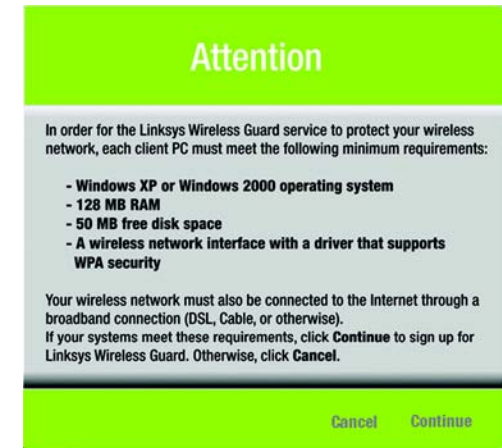 Attention
In order for the Linksys Wireless Guard service to protect your wireless
network, each client PC must meet the following minimum requirements:
- Windows XP or Windows 2000 operating system
- 128 MB RAM
- 50 MB free disk space
- A wireless network interface with a driver that supports
WPA security
Your wireless network must also be connected to the Internet through a
broadband connection (DSL, Cable, or otherwise).
If your systems meet these requirements, click Continue to sign up for
Linksys Wireless Guard. Otherwise, click Cancel.
Cancel Continue